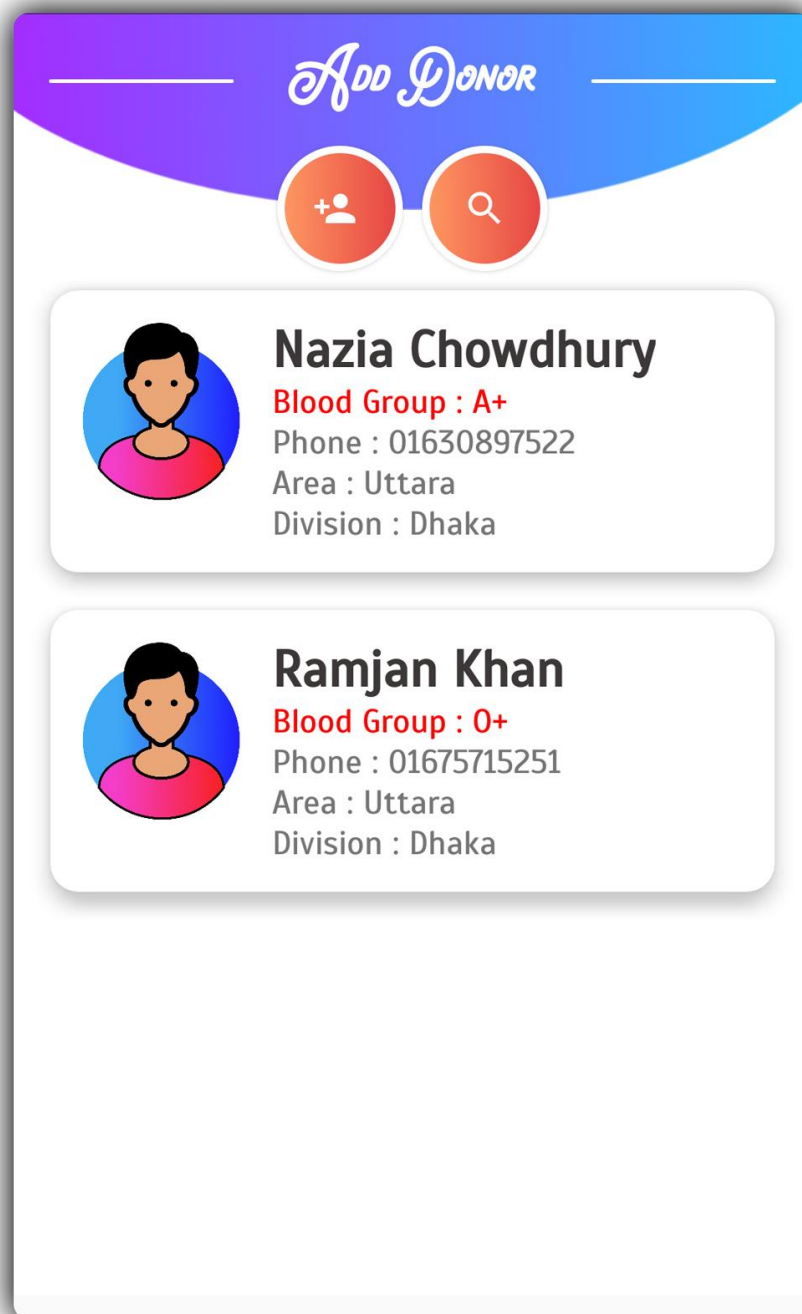 Add Donor
Nazia Chowdhury
Blood Group : A+
Phone : 01630897522
Area : Uttara
Division : Dhaka
Ramjan Khan
Blood Group : O+
Phone : 01675715251
Area : Uttara
Division : Dhaka